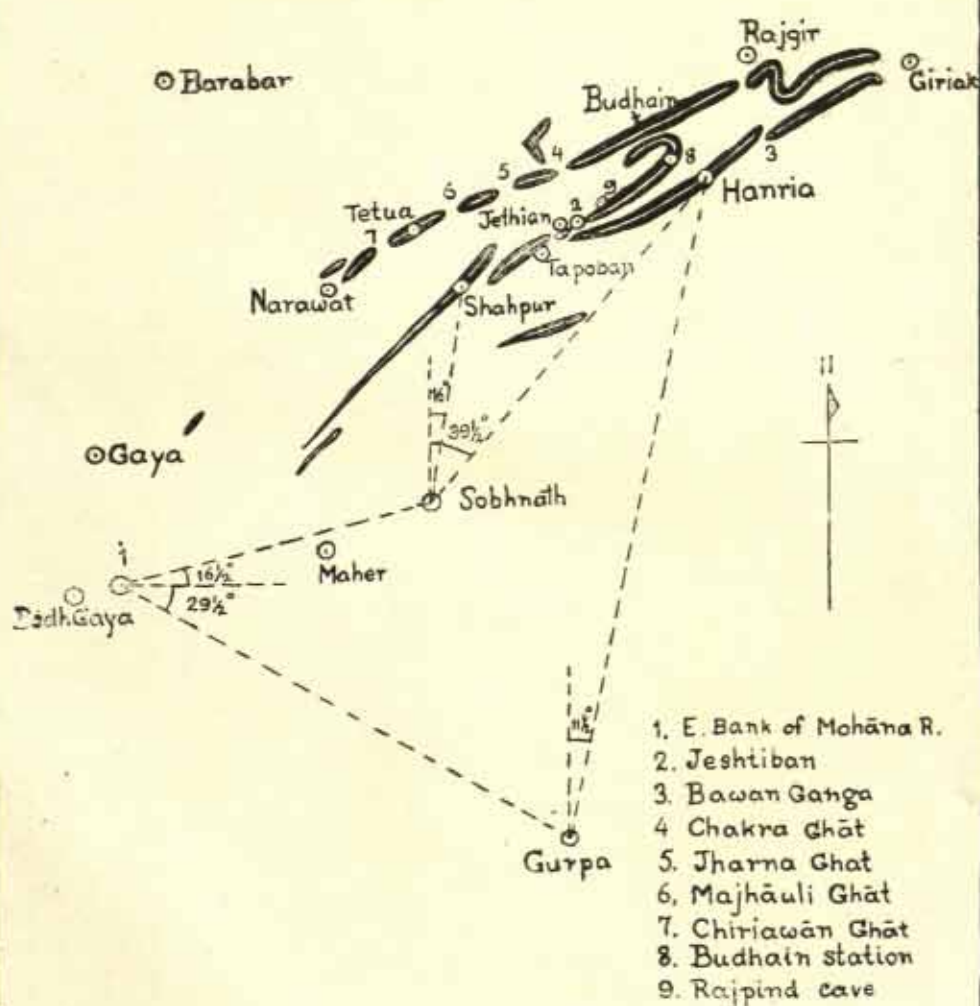 Rajgir
Barabar
Giriak
Budhain
4
8
3
5
Hanria
6
9
2
Tetua
Jethian
7
Tapoban
Narawat
Shahpur
39½°
Gaya
Sobhnāth
1
16½°
Maher
29½°
BodhGaya
11½°
Gurpa
1. E. Bank of Mohāna R.
2. Jeshtiban
3. Bawan Ganga
4 Chakra Ghāt
5. Jharna Ghat
6, Majhāuli Ghāt
7. Chiriawān Ghāt
8. Budhain station
9. Rajpind cave